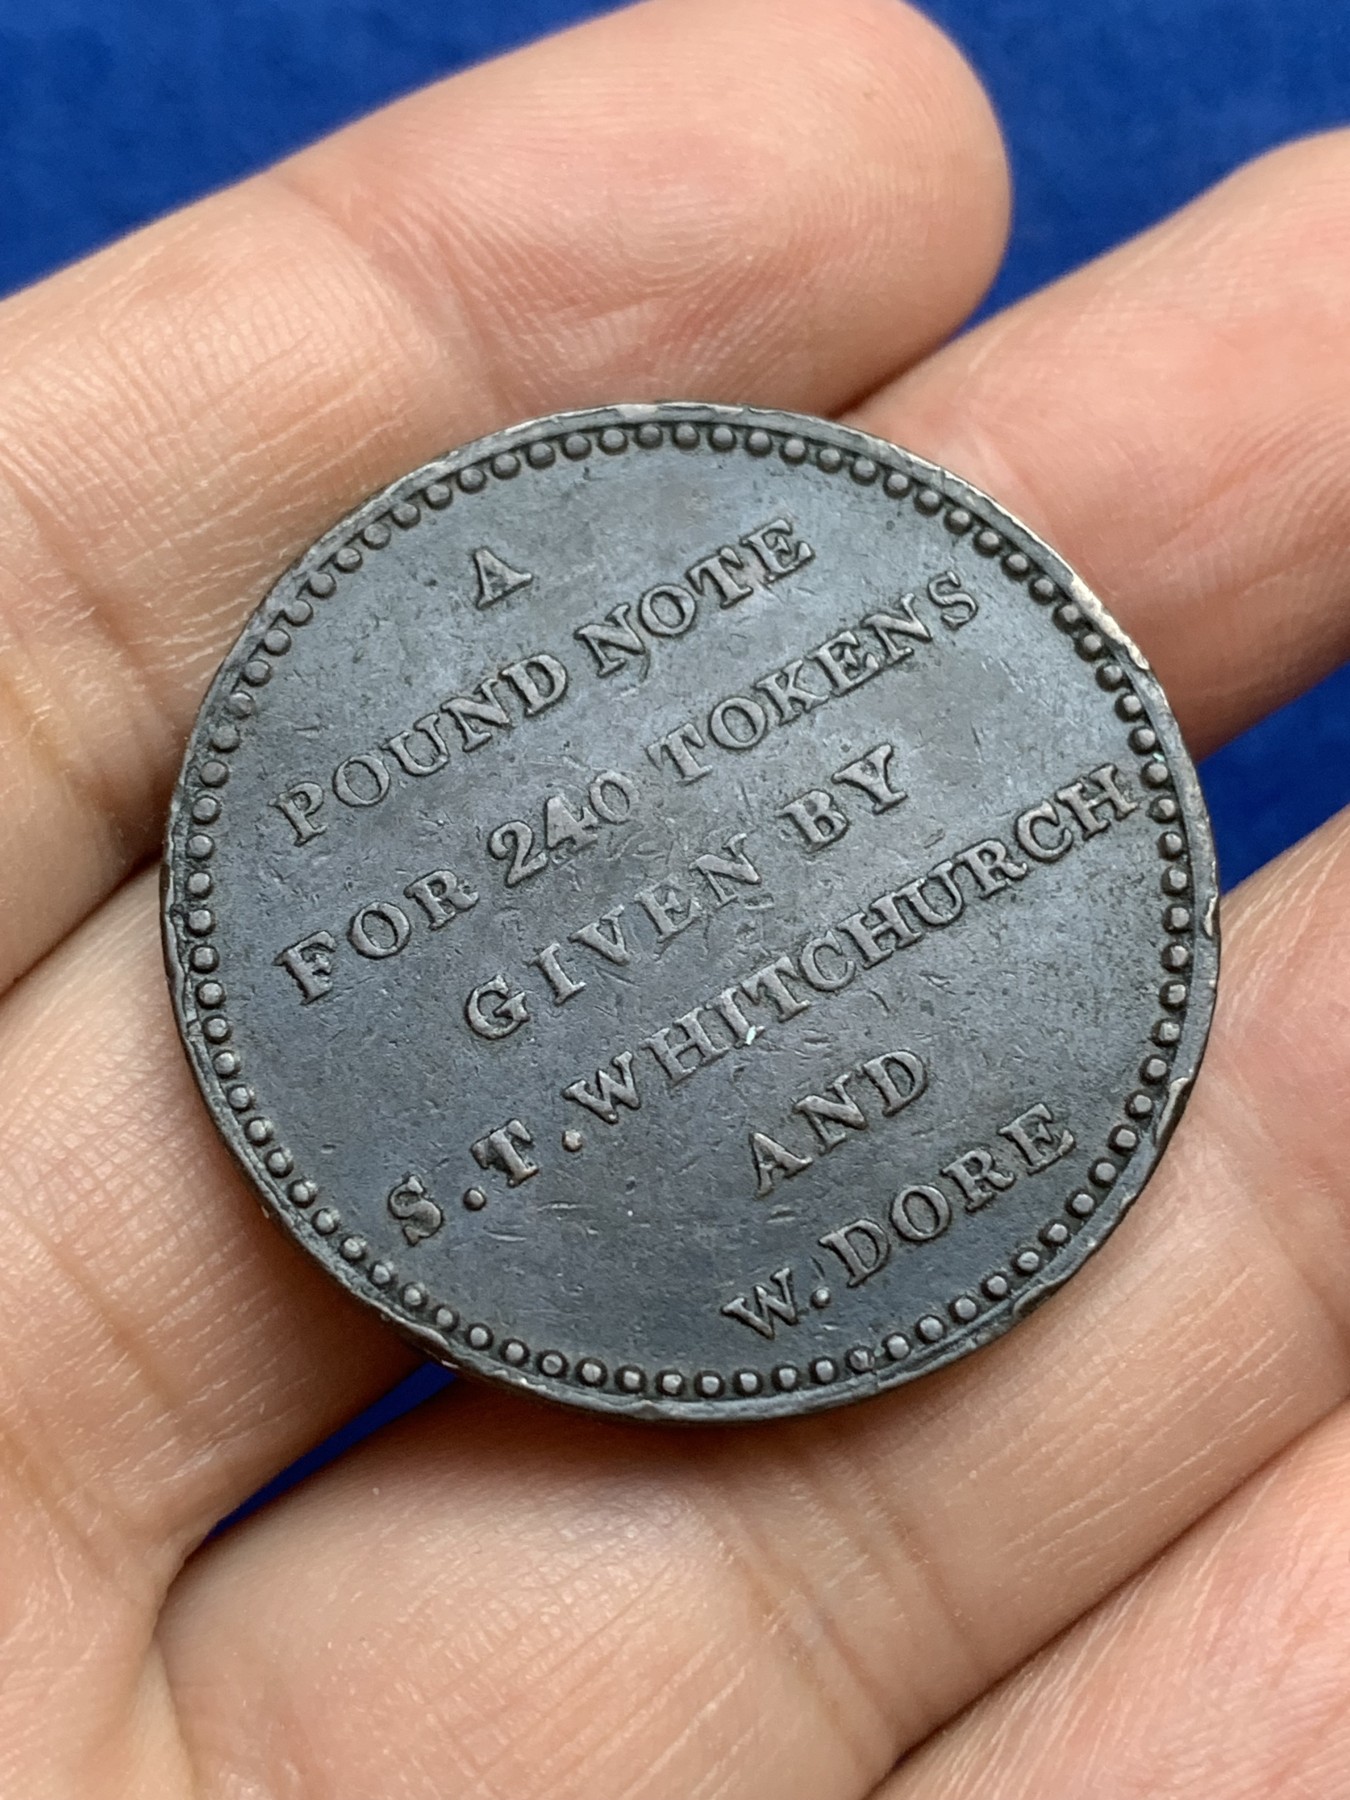 A
POUND NOTE
FOR 240 TOKENS
GIVEN BY
S.T.WHITCHURCH
AND
W.DORE